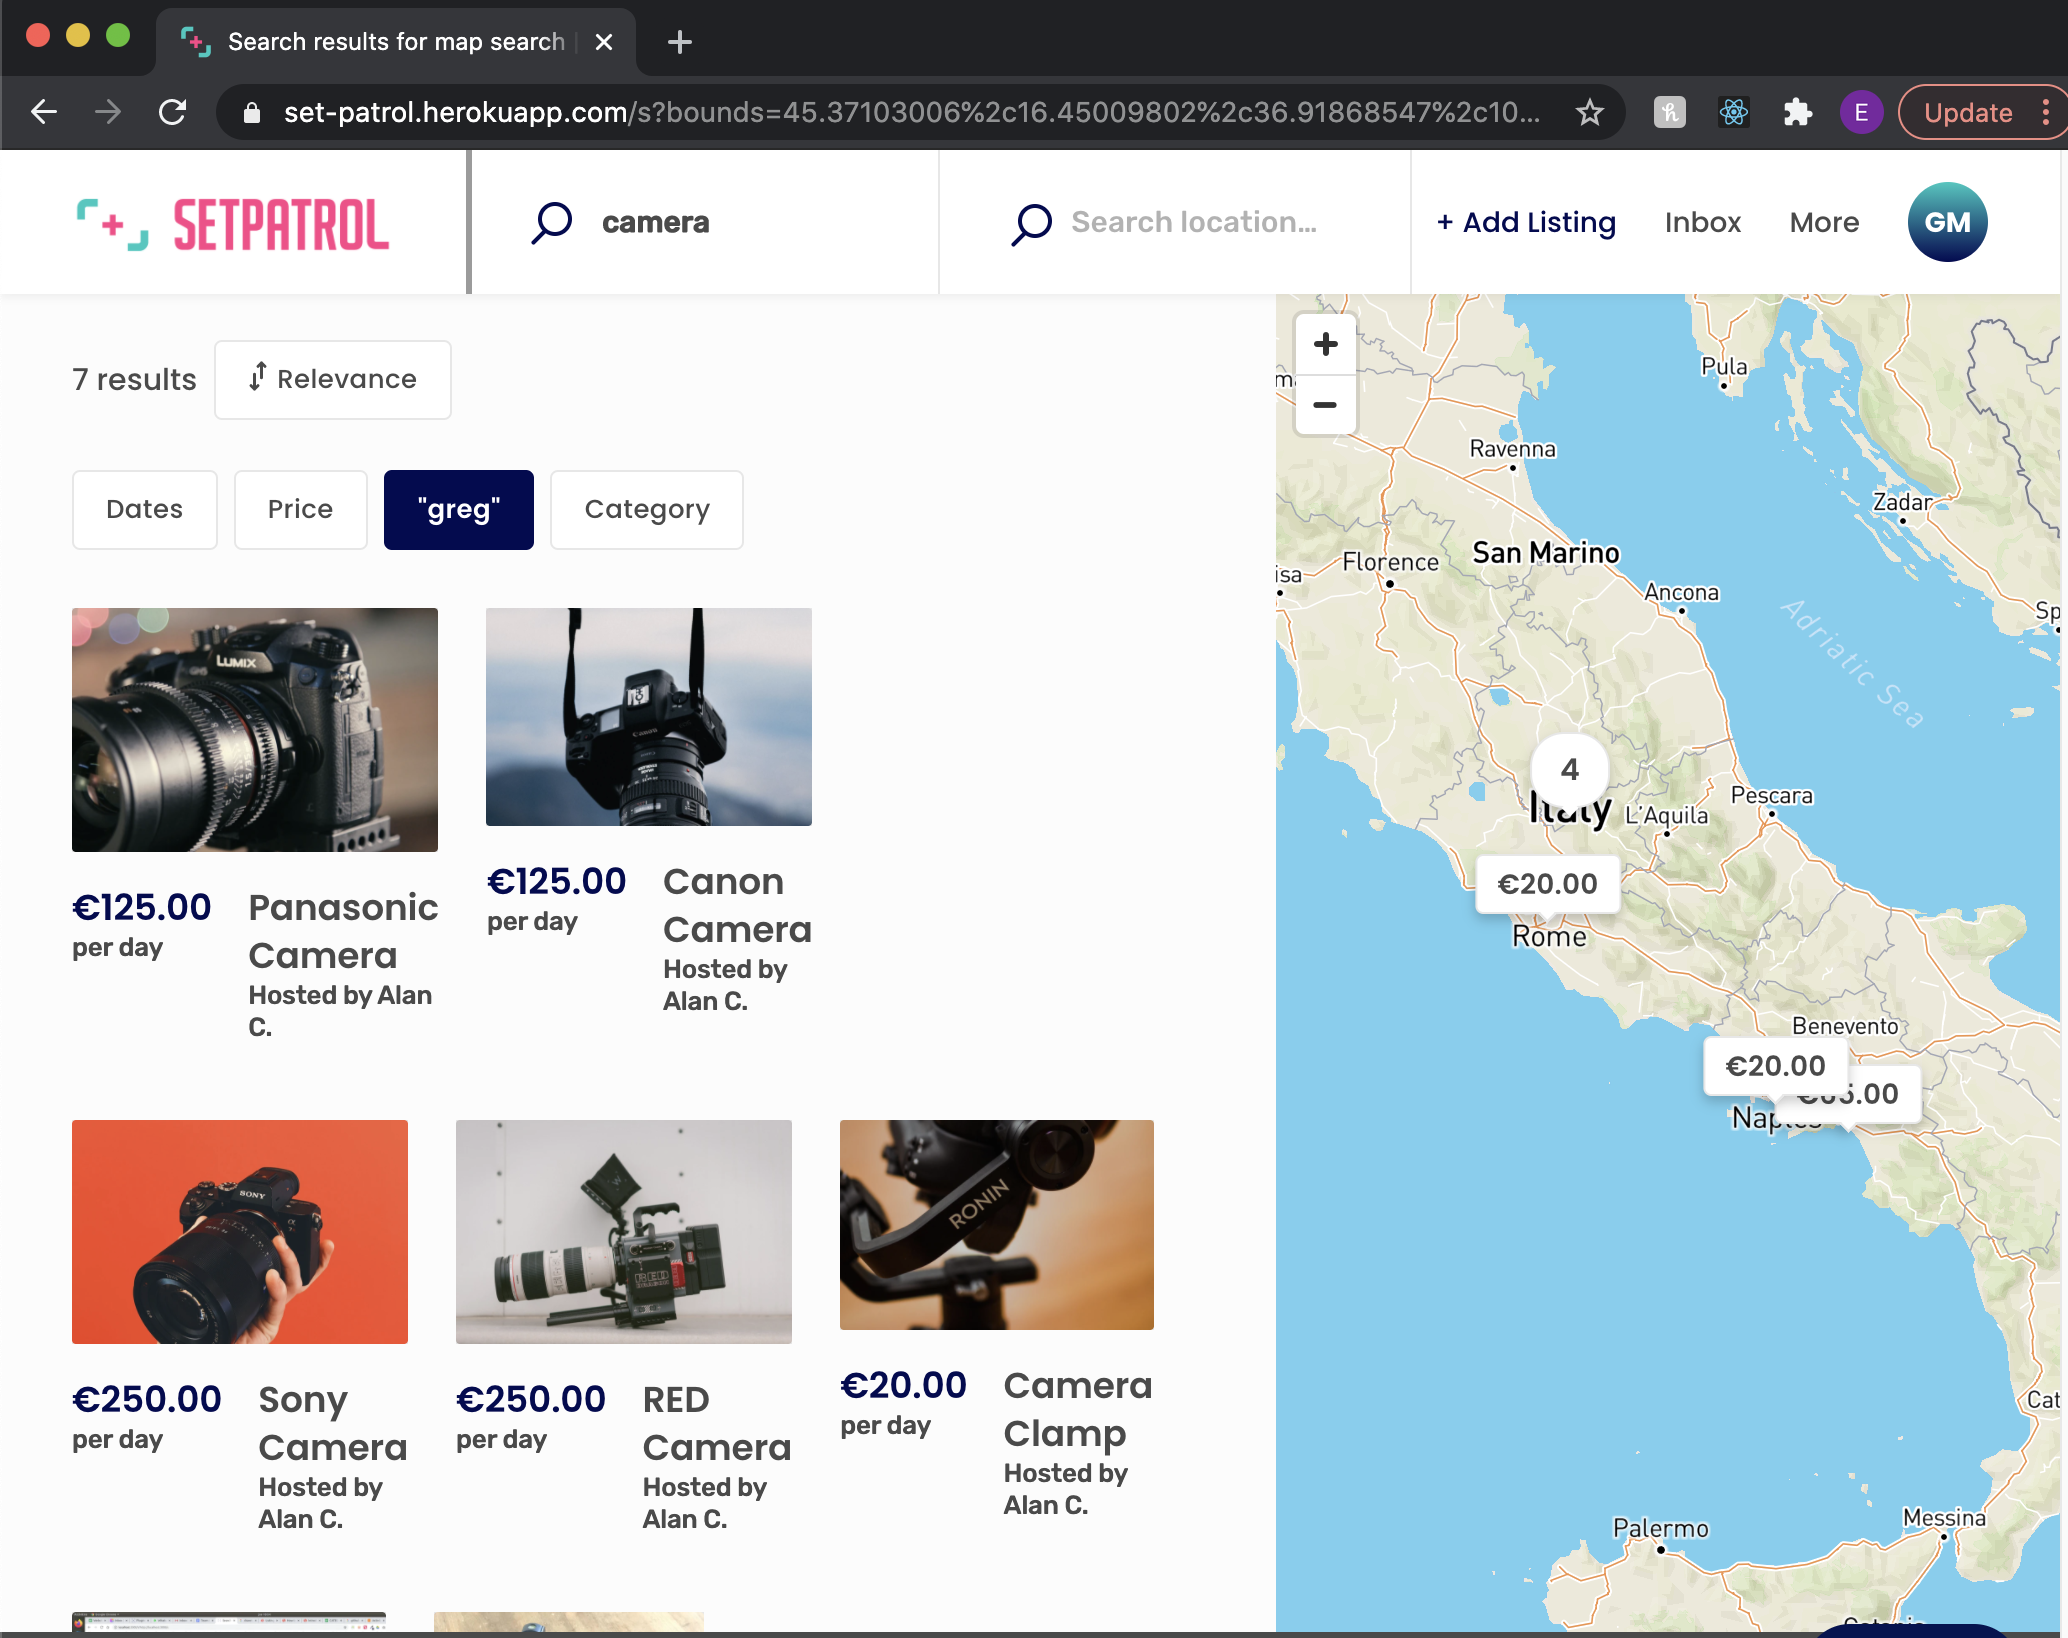 Search results for map search
set-patrol.herokuapp.com/s?bounds=45.37103006%2c16.45009802%2c36.91868547%2c10...
E
Update
SETPATROL
camera
Search location...
+ Add Listing
Inbox
More
GM
7 results
Relevance
Dates
Price
"greg"
Category
LUMIX
€125.00
per day
Panasonic
Camera
Hosted by Alan
C.
Canon
€125.00
per day
Canon
Camera
Hosted by
Alan C.
SONY
€250.00
per day
Sony
Camera
Hosted by
Alan C.
RED
€250.00
per day
RED
Camera
Hosted by
Alan C.
RONIN
€20.00
per day
Camera
Clamp
Hosted by
Alan C.
+
−
Pula
Ravenna
Zadar
Florence
San Marino
isa
Ancona
Sp
Adriatic Sea
4
Italy
L'Aquila
Pescara
€20.00
Rome
Benevento
€20.00
Naples
Cat
Messina
Palermo